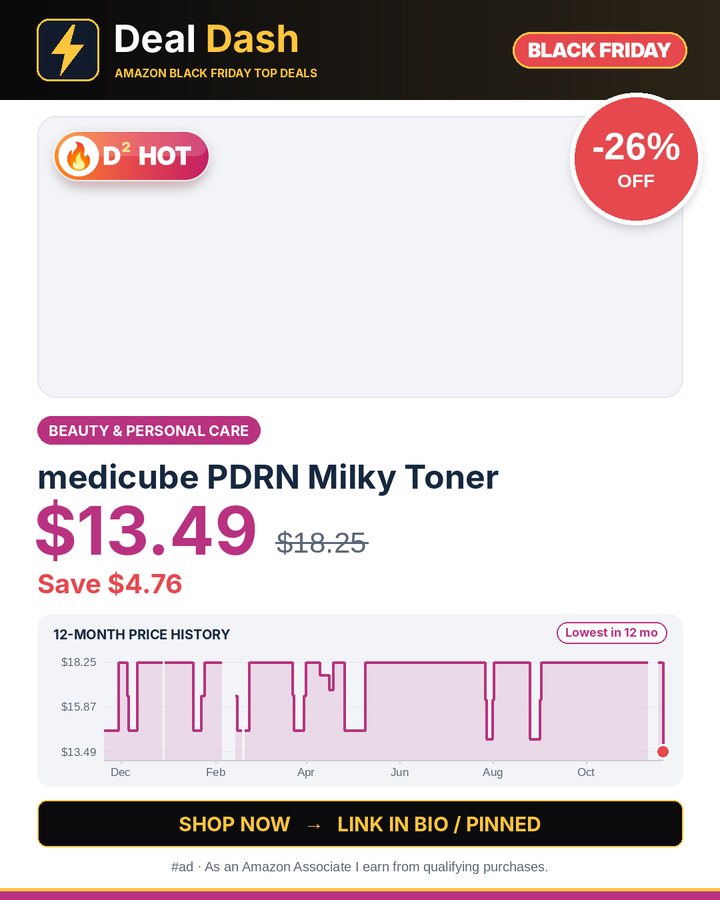 Deal Dash
AMAZON BLACK FRIDAY TOP DEALS
BLACK FRIDAY
D² HOT
-26%
OFF
BEAUTY & PERSONAL CARE
medicube PDRN Milky Toner
$13.49 $18.25
Save $4.76
12-MONTH PRICE HISTORY
Lowest in 12 mo
$18.25
$15.87
$13.49
Dec Feb Apr Jun Aug Oct
SHOP NOW → LINK IN BIO / PINNED
#ad · As an Amazon Associate I earn from qualifying purchases.